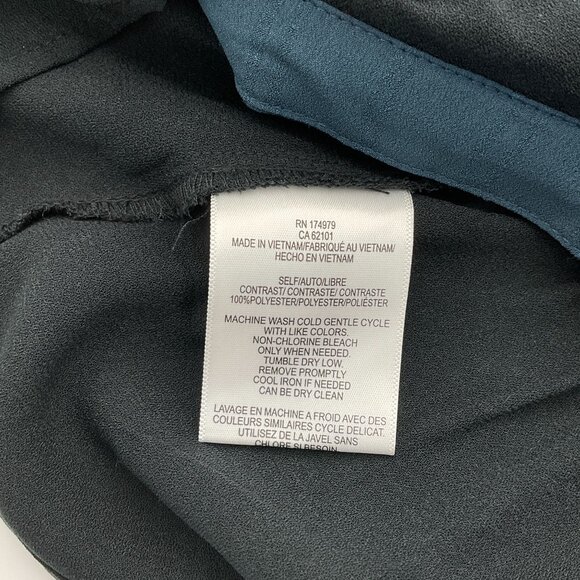 RN 174979
CA 62101
MADE IN VIETNAM/FABRIQUÉ AU VIETNAM/
HECHO EN VIETNAM
SELF/AUTO/LIBRE
CONTRAST/ CONTRASTE/ CONTRASTE
100%POLYESTER/POLYESTER/POLIÉSTER
MACHINE WASH COLD GENTLE CYCLE
WITH LIKE COLORS.
NON-CHLORINE BLEACH
ONLY WHEN NEEDED.
TUMBLE DRY LOW.
REMOVE PROMPTLY
COOL IRON IF NEEDED
CAN BE DRY CLEAN
LAVAGE EN MACHINE A FROID AVEC DES
COULEURS SIMILAIRES CYCLE DELICAT.
UTILISEZ DE LA JAVEL SANS
CHLORE SI BESOIN